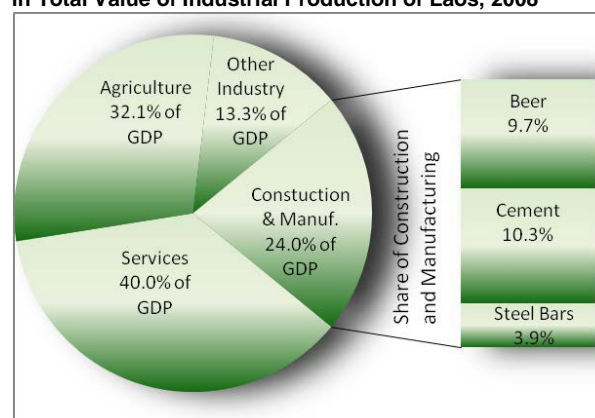 in Total Value of Industrial Production of Laos, 2008
Agriculture
32.1% of
GDP
Other
Industry
13.3% of
GDP
Constuction
& Manuf.
24.0% of
GDP
Services
40.0% of
GDP
Share of Construction
and Manufacturing
Beer
9.7%
Cement
10.3%
Steel Bars
3.9%